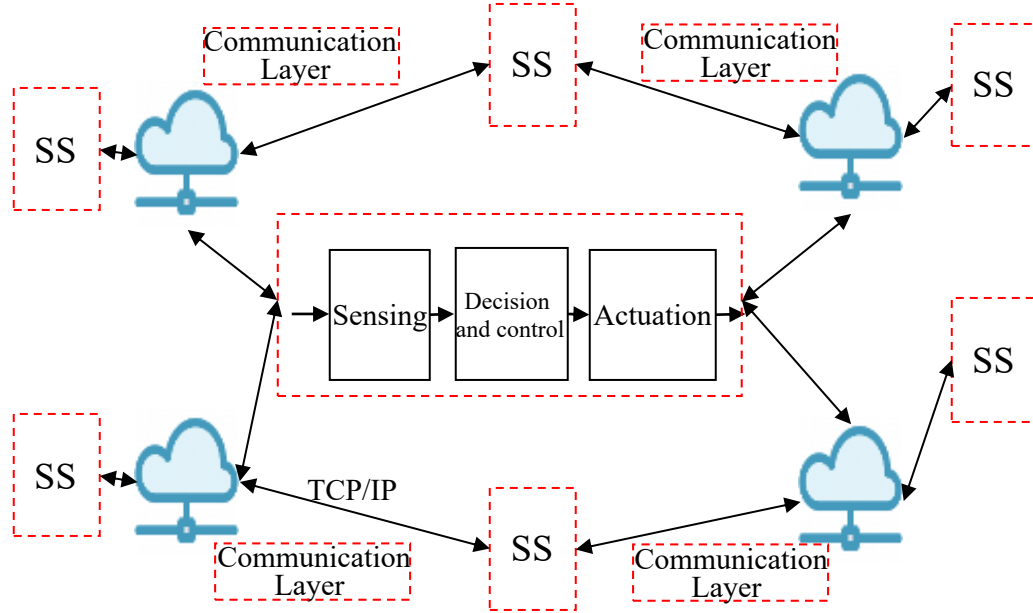 Communication
Layer
SS
Communication
Layer
SS
SS
Sensing
Decision
and control
Actuation
SS
SS
TCP/IP
SS
Communication
Layer
Communication
Layer